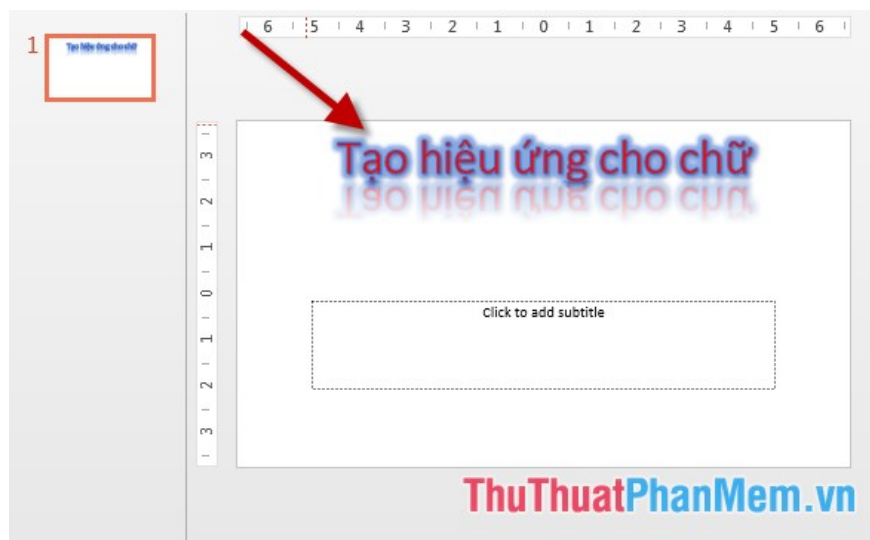 6 5 4 3 2 1 0 1 2 3 4 5 6
1
Tạo hiệu ứng cho chữ
3 2 1 0 1 2 3
Tạo hiệu ứng cho chữ
Click to add subtitle
ThuThuatPhanMem.vn